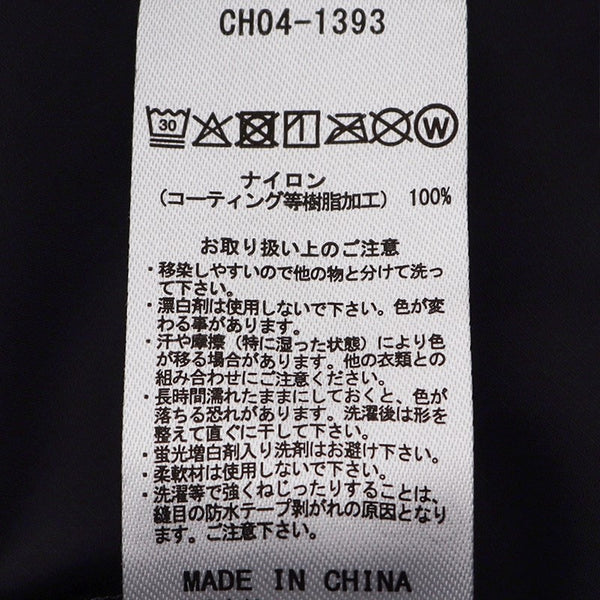 CH04-1393
30 W
ナイロン
(コーティング等樹脂加工) 100%
お取り扱い上のご注意
・移染しやすいので他の物と分けて洗っ
て下さい。
・漂白剤は使用しないで下さい。色が変
わる事があります。
・汗や摩擦（特に湿った状態）により色
が移る場合があります。他の衣類との
組み合わせにご注意ください。
・長時間濡れたままにしておくと、色が
落ちる恐れがあります。洗濯後は形を
整えて直ぐに干して下さい。
・蛍光増白剤入り洗剤はお避け下さい。
・柔軟材は使用しないで下さい。
・洗濯等で強くねじったりすることは、
縫目の防水テープ剥がれの原因となり
ます。ご注意下さい。
MADE IN CHINA